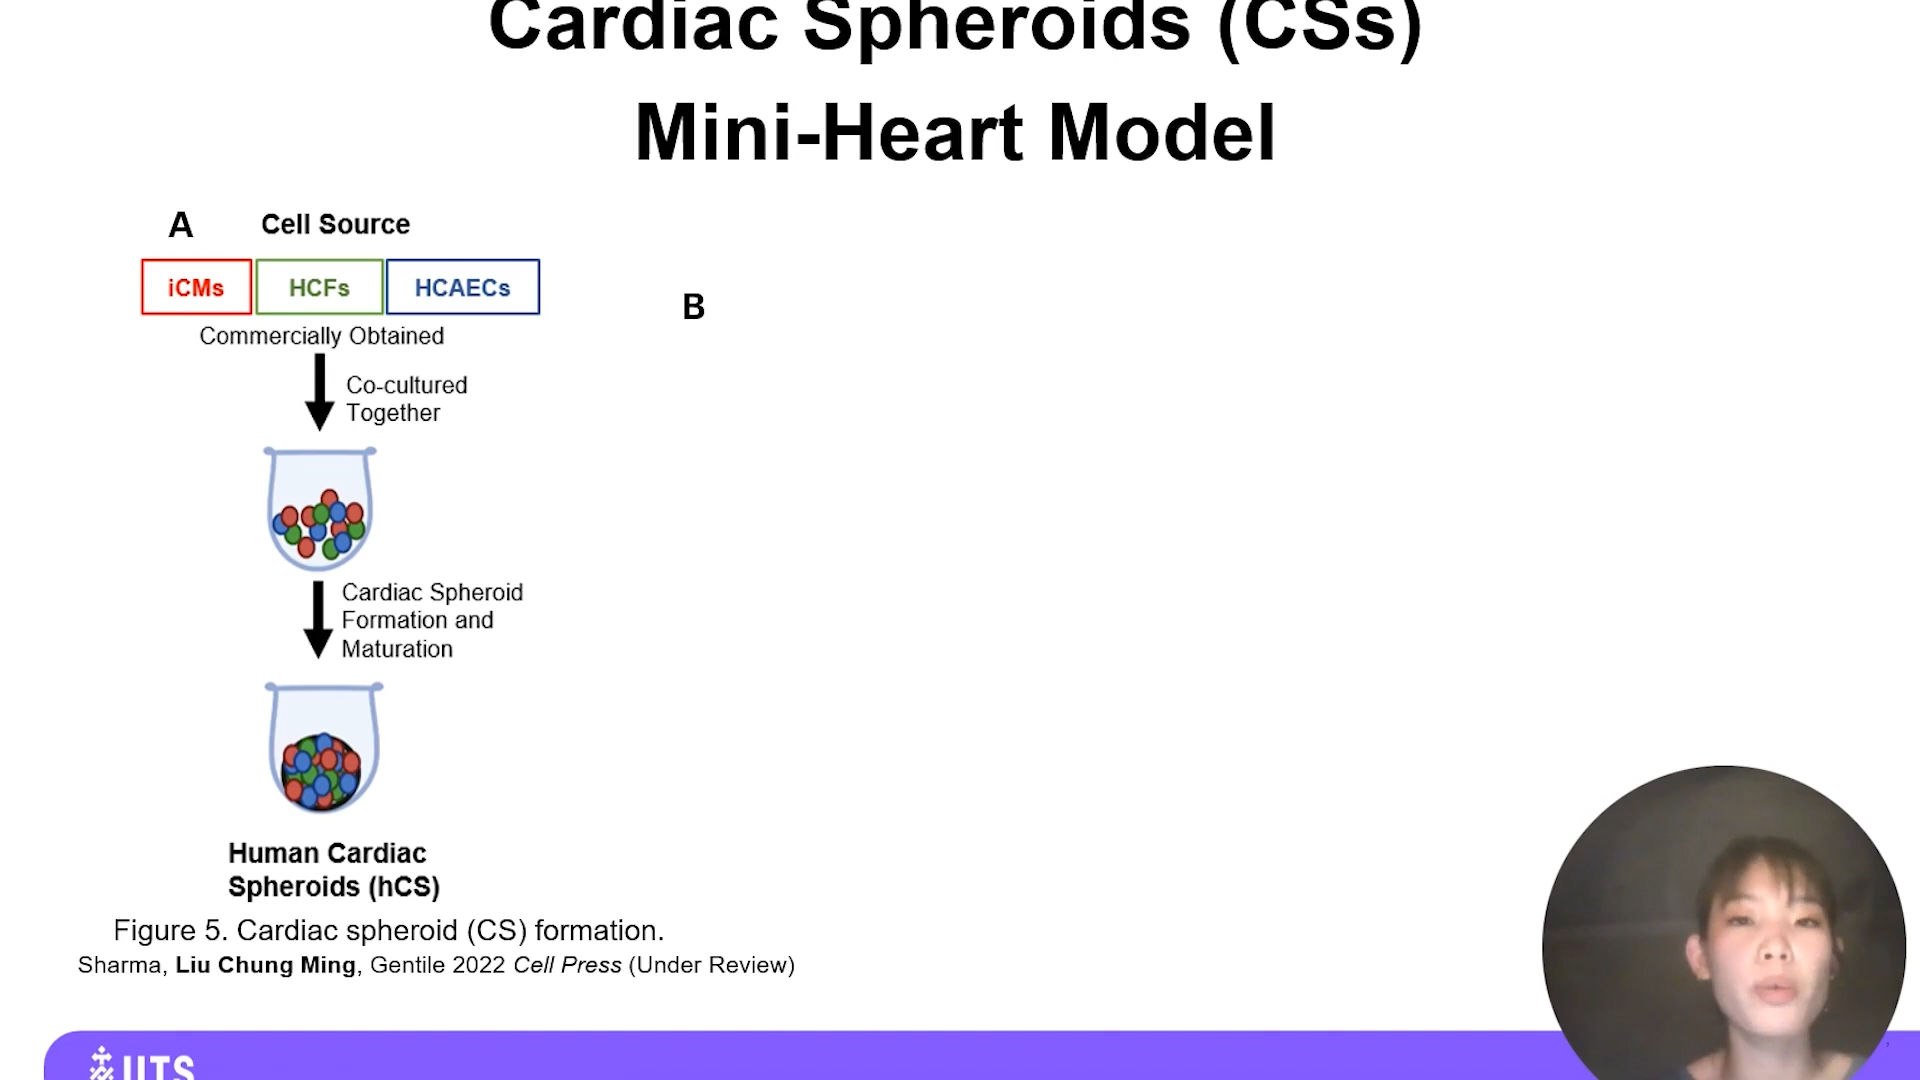 Cardiac Spheroids (CSs)
Mini-Heart Model
A
Cell Source
iCMs
HCFs
HCAECs
Commercially Obtained
Co-cultured
Together
Cardiac Spheroid
Formation and
Maturation
Human Cardiac
Spheroids (hCS)
Figure 5. Cardiac spheroid (CS) formation.
Sharma, Liu Chung Ming, Gentile 2022 Cell Press (Under Review)
B
UTS